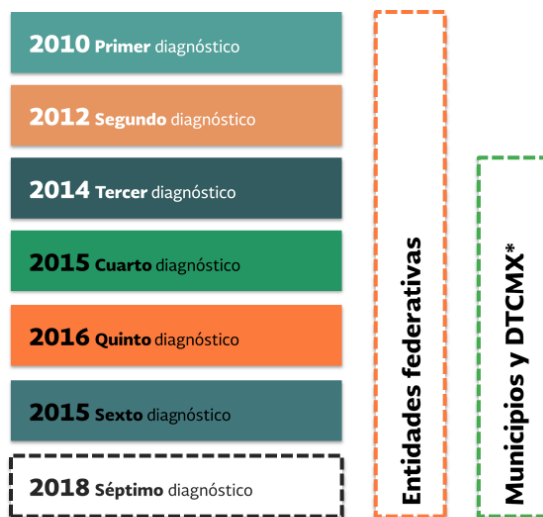 2010 Primer diagnóstico
2012 Segundo diagnóstico
2014 Tercer diagnóstico
2015 Cuarto diagnóstico
2016 Quinto diagnóstico
2015 Sexto diagnóstico
2018 Séptimo diagnóstico
Entidades federativas
Municipios y DTCMX*